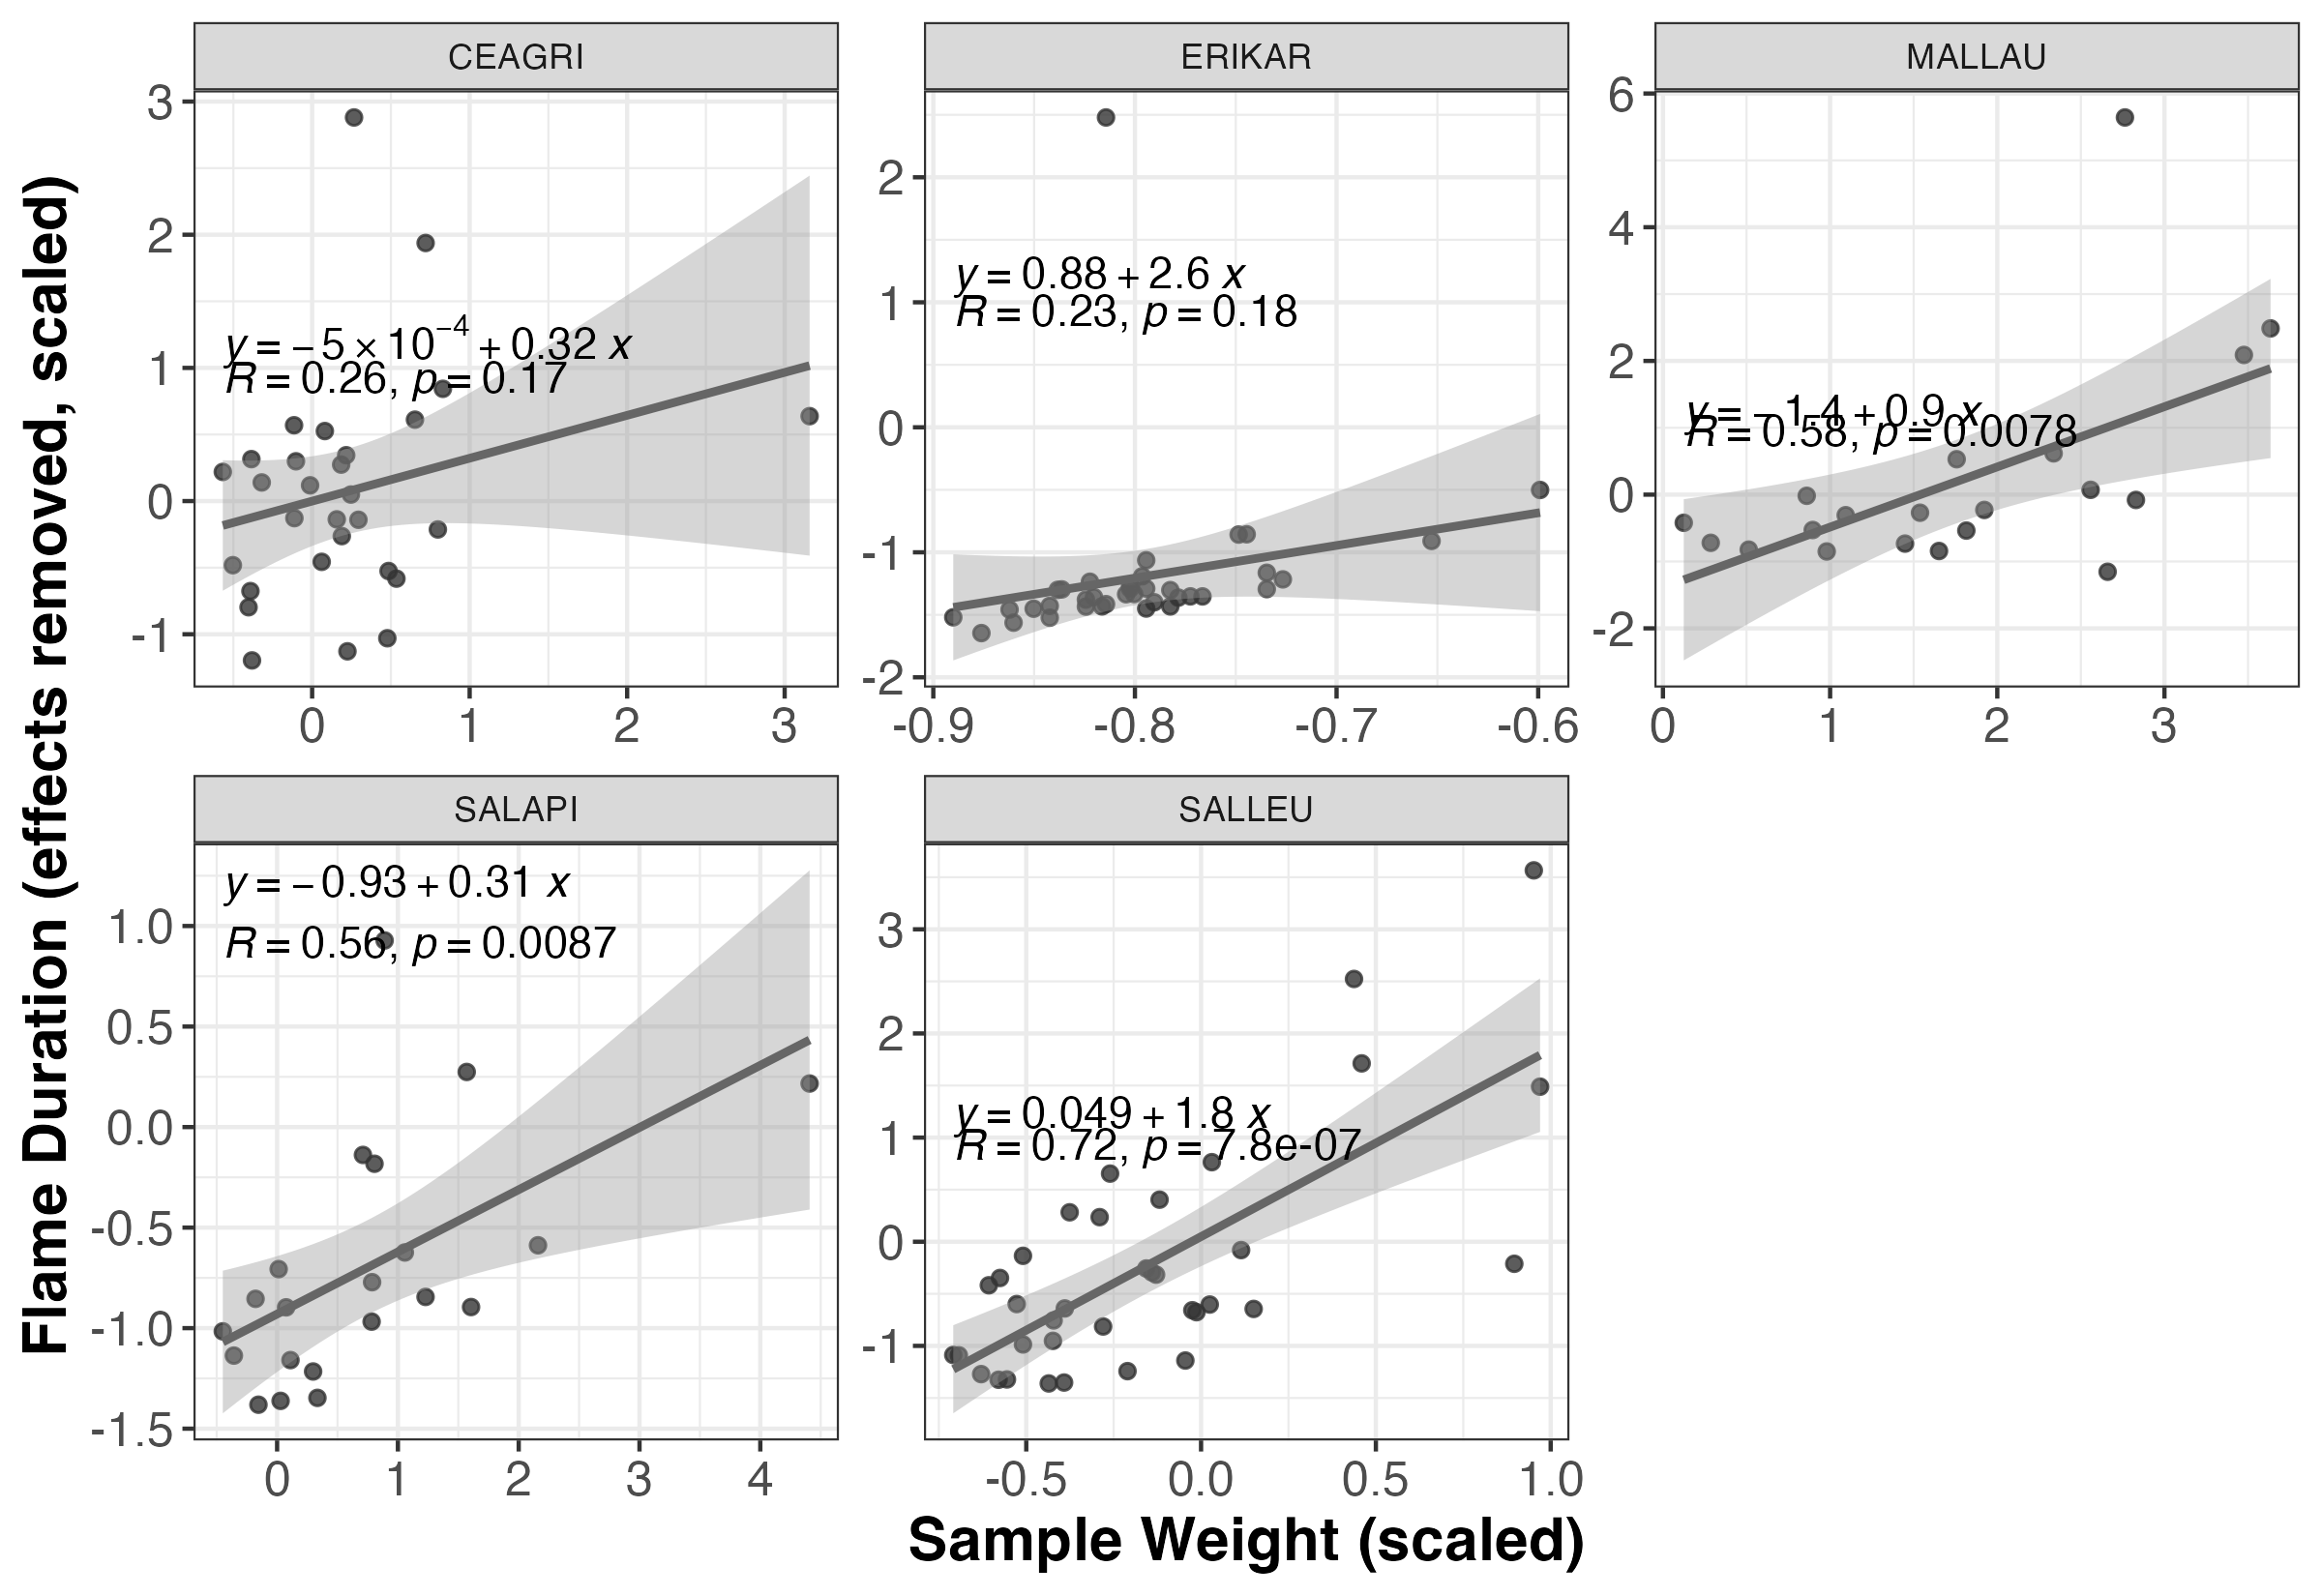 Flame Duration (effects removed, scaled)
CEAGRI
3
2
1
0
-1
y = −5 × 10⁻⁴ + 0.32 x
R = 0.26, p = 0.17
0 1 2 3
ERIKAR
2
1
0
-1
-2
y = 0.88 + 2.6 x
R = 0.23, p = 0.18
-0.9 -0.8 -0.7 -0.6
MALLAU
6
4
2
0
-2
y = −1.4 + 0.9 x
R = 0.58, p = 0.0078
0 1 2 3
SALAPI
1.0
0.5
0.0
-0.5
-1.0
-1.5
y = −0.93 + 0.31 x
R = 0.56, p = 0.0087
0 1 2 3 4
SALLEU
3
2
1
0
-1
y = 0.049 + 1.8 x
R = 0.72, p = 7.8e-07
-0.5 0.0 0.5 1.0
Sample Weight (scaled)